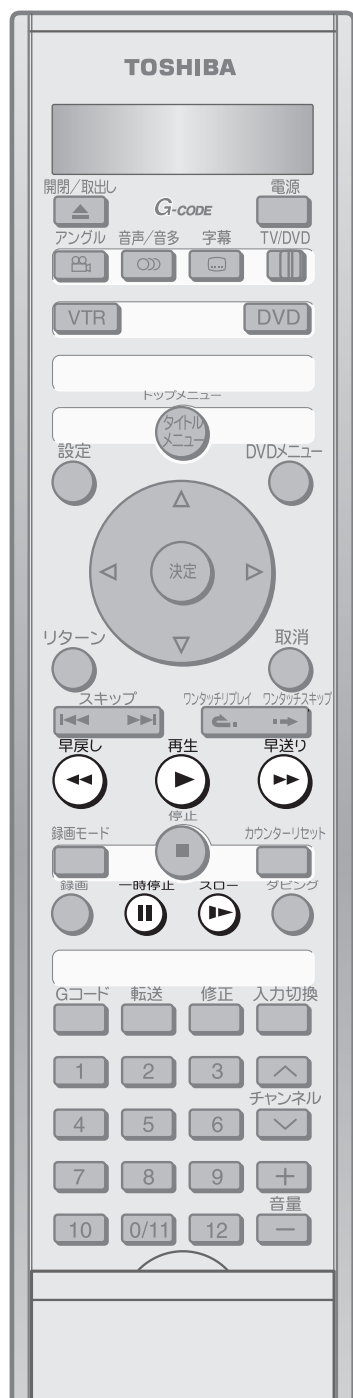 TOSHIBA
開閉/取出し G-CODE 電源
アングル 音声/音多 字幕 TV/DVD
VTR DVD
トップメニュー
タイトル
メニュー
設定 DVDメニュー
決定
リターン 取消
スキップ ワンタッチリプレイ ワンタッチスキップ
早戻し 再生 早送り
停止
録画モード カウンターリセット
録画 一時停止 スロー ダビング
Gコード 転送 修正 入力切換
1 2 3
チャンネル
4 5 6
7 8 9 +
音量
10 0/11 12 −